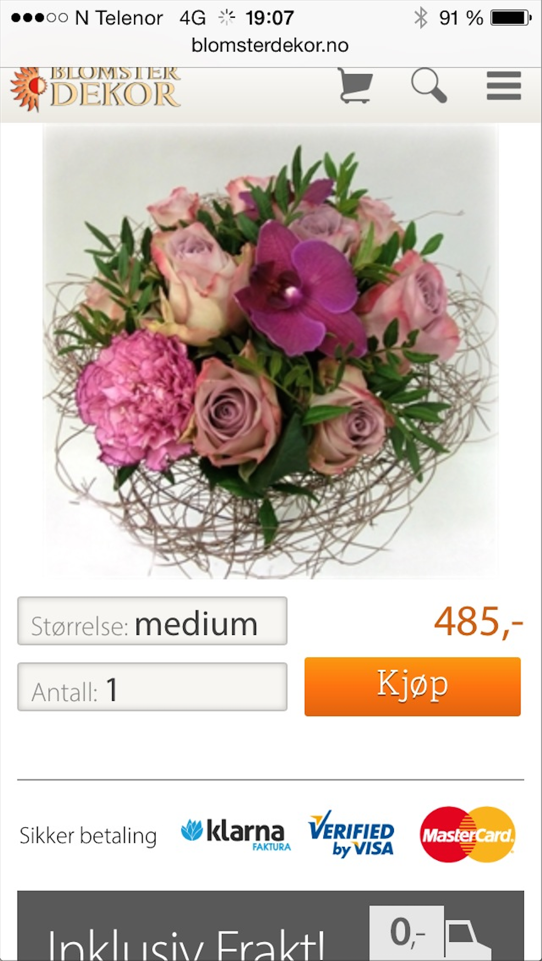 N Telenor 4G 19:07 91 %
blomsterdekor.no
BLOMSTER
DEKOR
Størrelse: medium
485,-
Antall: 1
Kjøp
Sikker betaling
klarna
FAKTURA
VERIFIED
by VISA
MasterCard
Inklusiv Frakt!
0,-